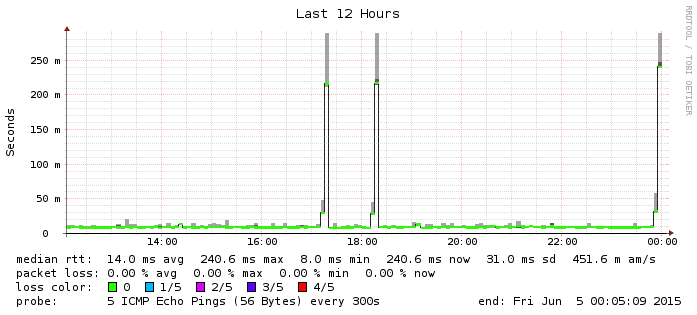 Last 12 Hours
RRDTOOL / TOBI OETIKER
Seconds
250 m
200 m
150 m
100 m
50 m
0
14:00 16:00 18:00 20:00 22:00 00:00
median rtt: 14.0 ms avg 240.6 ms max 8.0 ms min 240.6 ms now 31.0 ms sd 451.6 m am/s
packet loss: 0.00 % avg 0.00 % max 0.00 % min 0.00 % now
loss color: 0 1/5 2/5 3/5 4/5
probe: 5 ICMP Echo Pings (56 Bytes) every 300s end: Fri Jun 5 00:05:09 2015